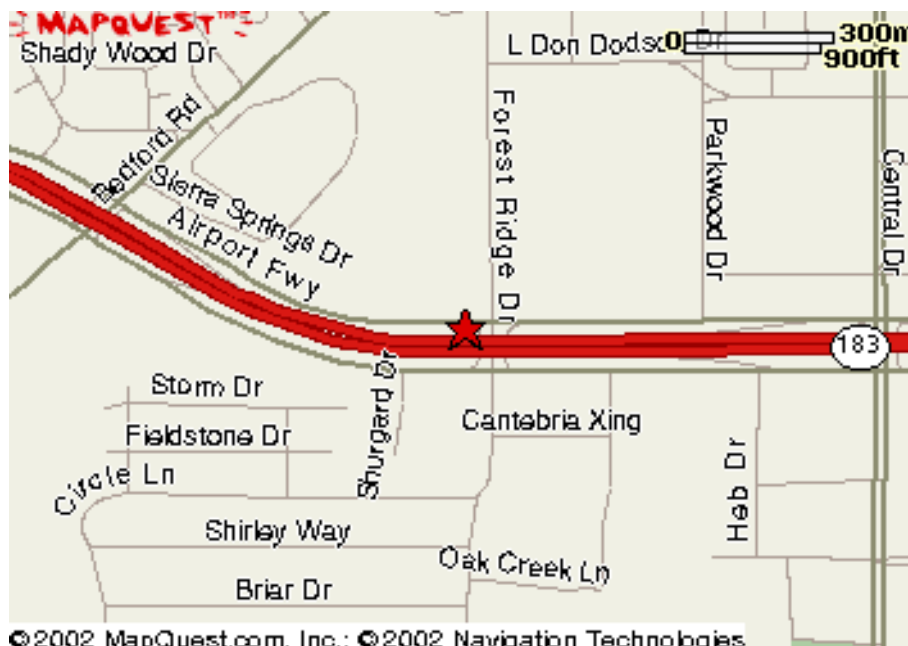 MAPQUEST™
Shady Wood Dr
L Don Dodson Dr
0 300m
900ft
Bedford Rd
Forest Ridge Dr
Parkwood Dr
Central Dr
Sierra Springs Dr
Airport Fwy
183
Storm Dr
Shurgard Dr
Cantebria Xing
Fieldstone Dr
Heb Dr
Circle Ln
Shirley Way
Oak Creek Ln
Briar Dr
©2002 MapQuest.com, Inc.; ©2002 Navigation Technologies